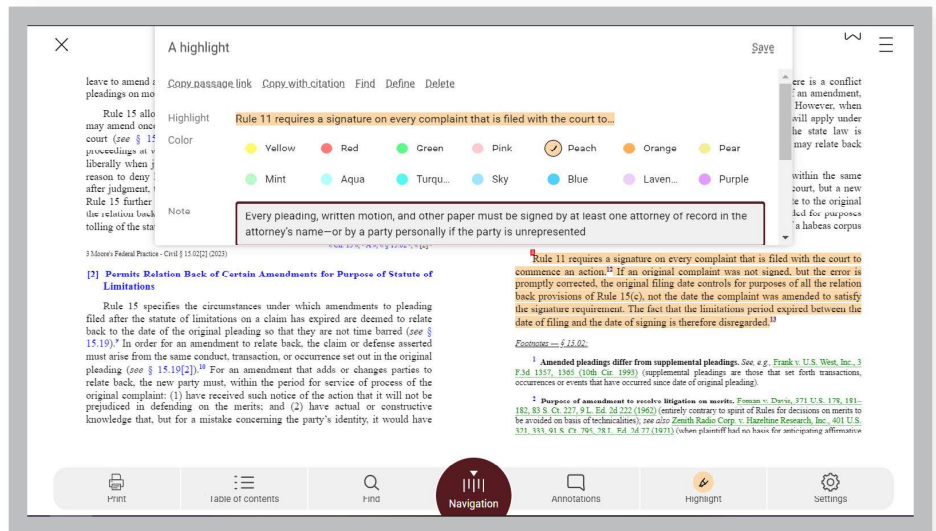 A highlight
Save
Copy passage link Copy with citation Find Define Delete
Highlight
Rule 11 requires a signature on every complaint that is filed with the court to...
Color
Yellow Red Green Pink Peach Orange Pear
Mint Aqua Turqu... Sky Blue Laven... Purple
Note
Every pleading, written motion, and other paper must be signed by at least one attorney of record in the
attorney's name—or by a party personally if the party is unrepresented
leave to amend
pleadings on mo
Rule 15 allo
may amend once
court (see § 15
proceedings at
liberally when j
reason to deny
after judgment,
Rule 15 further
the relation back
tolling of the sta
3 Moore's Federal Practice - Civil § 15.02[2] (2023)
[2] Permits Relation Back of Certain Amendments for Purpose of Statute of
Limitations
Rule 15 specifies the circumstances under which amendments to pleading
filed after the statute of limitations on a claim has expired are deemed to relate
back to the date of the original pleading so that they are not time barred (see §
15.19).9 In order for an amendment to relate back, the claim or defense asserted
must arise from the same conduct, transaction, or occurrence set out in the original
pleading (see § 15.19[2]).10 For an amendment that adds or changes parties to
relate back, the new party must, within the period for service of process of the
original complaint: (1) have received such notice of the action that it will not be
prejudiced in defending on the merits; and (2) have actual or constructive
knowledge that, but for a mistake concerning the party's identity, it would have
ere is a conflict
an amendment,
However, when
will apply under
he state law is
may relate back
within the same
court, but a new
e to the original
ded for purposes
a habeas corpus
Rule 11 requires a signature on every complaint that is filed with the court to
commence an action.12 If an original complaint was not signed, but the error is
promptly corrected, the original filing date controls for purposes of all the relation
back provisions of Rule 15(c), not the date the complaint was amended to satisfy
the signature requirement. The fact that the limitations period expired between the
date of filing and the date of signing is therefore disregarded.13
Footnotes — § 15.02:
1 Amended pleadings differ from supplemental pleadings. See, e.g., Frank v. U.S. West, Inc., 3
F.3d 1357, 1365 (10th Cir. 1993) (supplemental pleadings are those that set forth transactions,
occurrences or events that have occurred since date of original pleading).
2 Purpose of amendment to resolve litigation on merits. Foman v. Davis, 371 U.S. 178, 181–
182, 83 S. Ct. 227, 9 L. Ed. 2d 222 (1962) (entirely contrary to spirit of Rules for decisions on merits to
be avoided on basis of technicalities); see also Zenith Radio Corp. v. Hazeltine Research, Inc., 401 U.S.
321, 333, 91 S. Ct. 795, 28 L. Ed. 2d 77 (1971) (when plaintiff had no basis for anticipating affirmative
Print
Table of contents
Find
Navigation
Annotations
Highlight
Settings